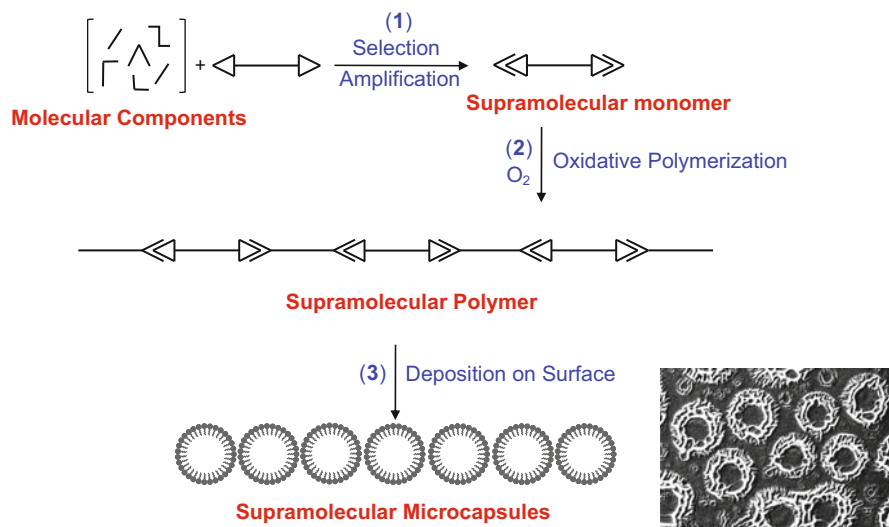 (1)
Selection
+
Amplification
Molecular Components
Supramolecular monomer
(2)
O₂
Oxidative Polymerization
Supramolecular Polymer
(3)
Deposition on Surface
Supramolecular Microcapsules